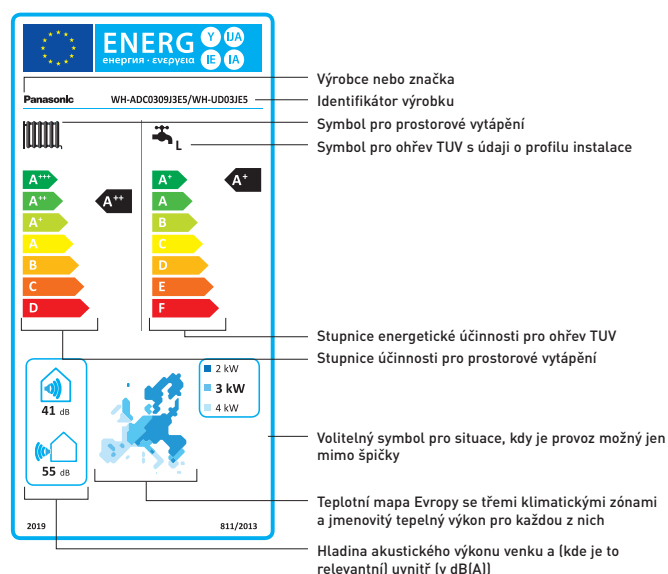 ENERG
енергия · ενεργεια
Y
IJA
IE
IA
Výrobce nebo značka
Panasonic
WH-ADC0309J3E5/WH-UD03JE5
Identifikátor výrobku
Symbol pro prostorové vytápění
L
Symbol pro ohřev TUV s údaji o profilu instalace
A+++
A++
A+
A
B
C
D
A++
A+
A
B
C
D
E
F
A+
Stupnice energetické účinnosti pro ohřev TUV
Stupnice účinnosti pro prostorové vytápění
41 dB
55 dB
2 kW
3 kW
4 kW
Volitelný symbol pro situace, kdy je provoz možný jen
mimo špičky
Teplotní mapa Evropy se třemi klimatickými zónami
a jmenovitý tepelný výkon pro každou z nich
2019
811/2013
Hladina akustického výkonu venku a (kde je to
relevantní) uvnitř (v dB(A))